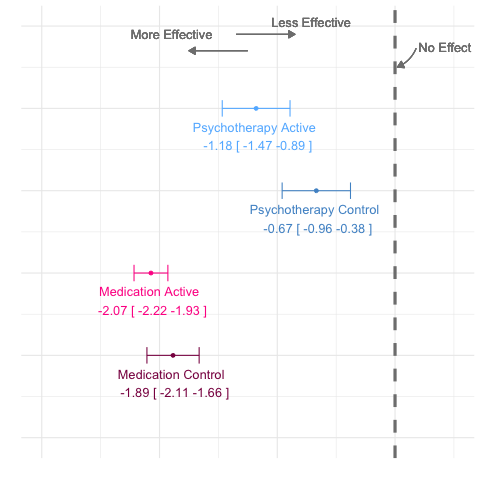 Less Effective
More Effective
No Effect
Psychotherapy Active
-1.18 [ -1.47 -0.89 ]
Psychotherapy Control
-0.67 [ -0.96 -0.38 ]
Medication Active
-2.07 [ -2.22 -1.93 ]
Medication Control
-1.89 [ -2.11 -1.66 ]